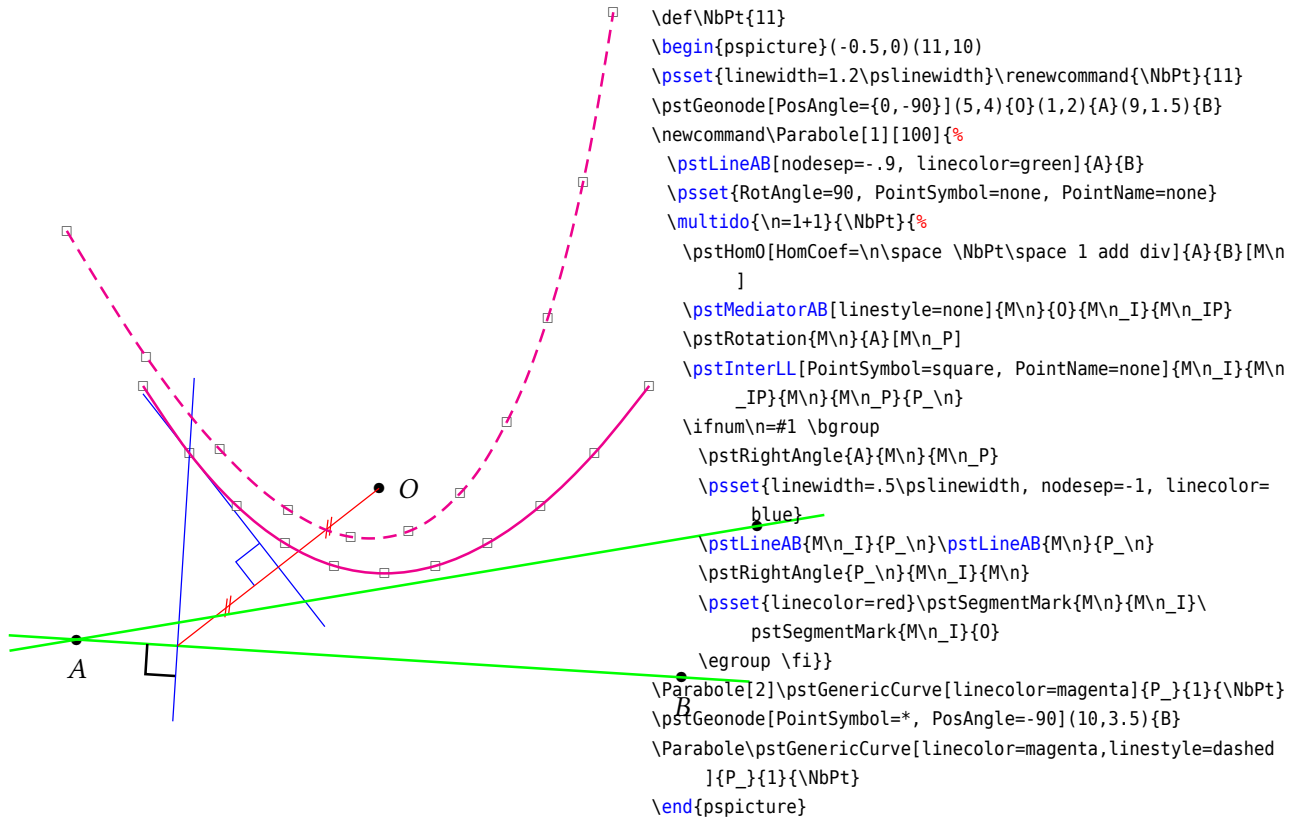 O
A
B
\def\NbPt{11}
\begin{pspicture}(-0.5,0)(11,10)
\psset{linewidth=1.2\pslinewidth}\renewcommand{\NbPt}{11}
\pstGeonode[PosAngle={0,-90}](5,4){O}(1,2){A}(9,1.5){B}
\newcommand\Parabole[1][100]{%
\pstLineAB[nodesep=-.9, linecolor=green]{A}{B}
\psset{RotAngle=90, PointSymbol=none, PointName=none}
\multido{\n=1+1}{\NbPt}{%
\pstHomO[HomCoef=\n\space \NbPt\space 1 add div]{A}{B}[M\n
]
\pstMediatorAB[linestyle=none]{M\n}{O}{M\n_I}{M\n_IP}
\pstRotation{M\n}{A}[M\n_P]
\pstInterLL[PointSymbol=square, PointName=none]{M\n_I}{M\n
_IP}{M\n}{M\n_P}{P_\n}
\ifnum\n=#1 \bgroup
\pstRightAngle{A}{M\n}{M\n_P}
\psset{linewidth=.5\pslinewidth, nodesep=-1, linecolor=
blue}
\pstLineAB{M\n_I}{P_\n}\pstLineAB{M\n}{P_\n}
\pstRightAngle{P_\n}{M\n_I}{M\n}
\psset{linecolor=red}\pstSegmentMark{M\n}{M\n_I}\
pstSegmentMark{M\n_I}{O}
\egroup \fi}}
\Parabole[2]\pstGenericCurve[linecolor=magenta]{P_}{1}{\NbPt}
\pstGeonode[PointSymbol=*, PosAngle=-90](10,3.5){B}
\Parabole\pstGenericCurve[linecolor=magenta,linestyle=dashed
]{P_}{1}{\NbPt}
\end{pspicture}